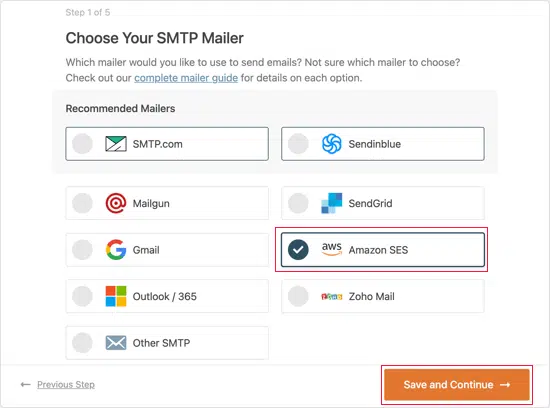 Step 1 of 5
Choose Your SMTP Mailer
Which mailer would you like to use to send emails? Not sure which mailer to choose?
Check out our complete mailer guide for details on each option.
Recommended Mailers
SMTP.com
Sendinblue
Mailgun
SendGrid
Gmail
aws Amazon SES
Outlook / 365
ZOHO Zoho Mail
Other SMTP
← Previous Step
Save and Continue →